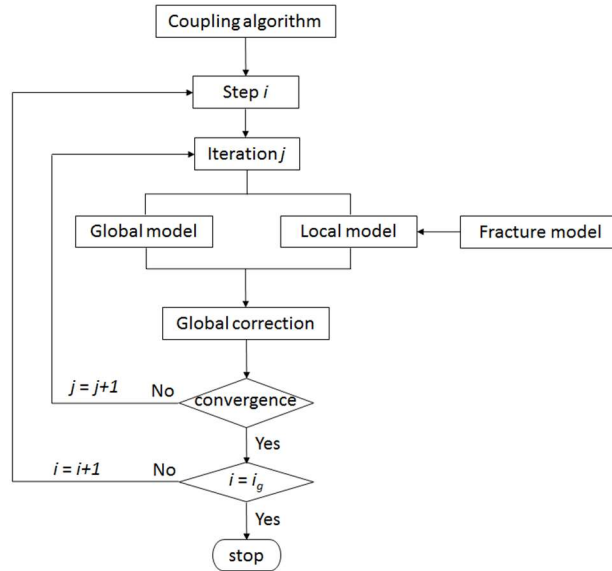 Coupling algorithm
Step i
Iteration j
Global model
Local model
Fracture model
Global correction
j = j+1
No
convergence
Yes
i = i+1
No
i = i_g
Yes
stop